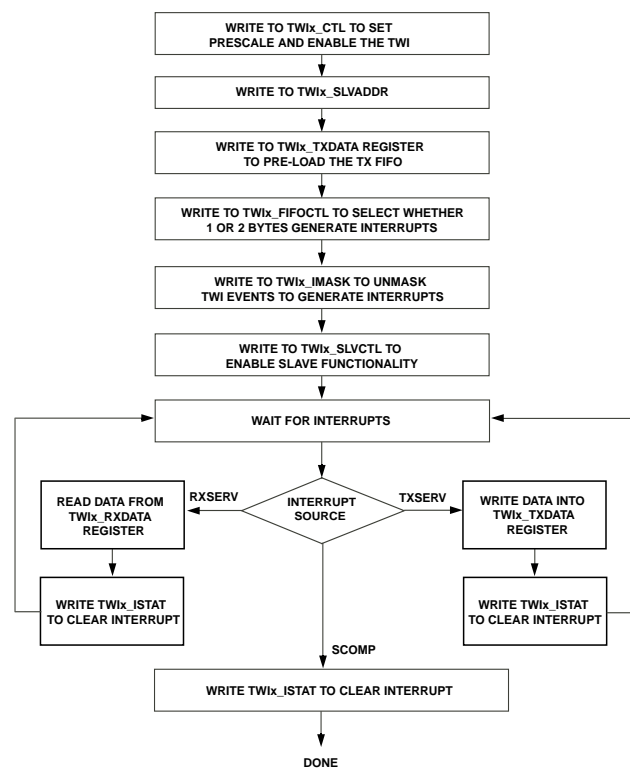 WRITE TO TWIx_CTL TO SET
PRESCALE AND ENABLE THE TWI
WRITE TO TWIx_SLVADDR
WRITE TO TWIx_TXDATA REGISTER
TO PRE-LOAD THE TX FIFO
WRITE TO TWIx_FIFOCTL TO SELECT WHETHER
1 OR 2 BYTES GENERATE INTERRUPTS
WRITE TO TWIx_IMASK TO UNMASK
TWI EVENTS TO GENERATE INTERRUPTS
WRITE TO TWIx_SLVCTL TO
ENABLE SLAVE FUNCTIONALITY
WAIT FOR INTERRUPTS
INTERRUPT
SOURCE
RXSERV
READ DATA FROM
TWIx_RXDATA
REGISTER
WRITE TWIx_ISTAT
TO CLEAR INTERRUPT
TXSERV
WRITE DATA INTO
TWIx_TXDATA
REGISTER
WRITE TWIx_ISTAT
TO CLEAR INTERRUPT
SCOMP
WRITE TWIx_ISTAT TO CLEAR INTERRUPT
DONE